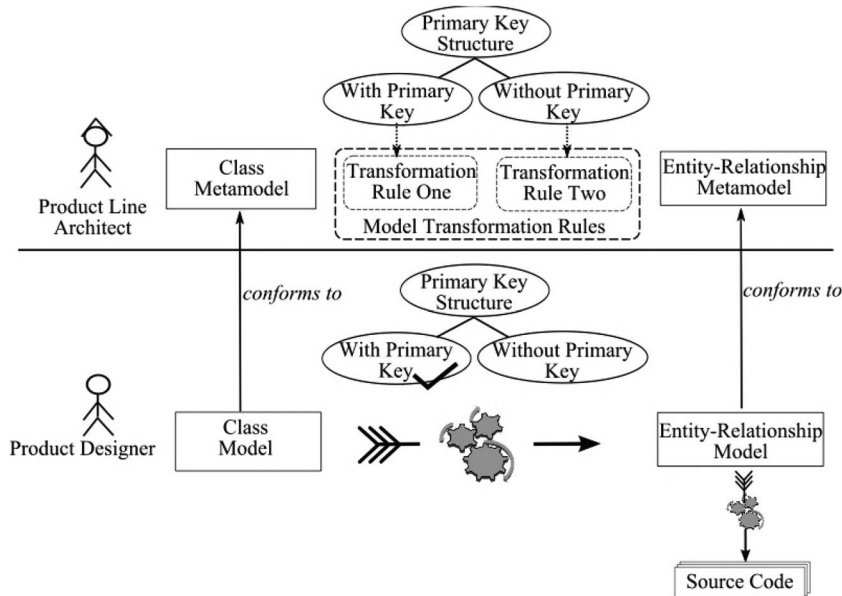 Primary Key
Structure
With Primary
Key
Without Primary
Key
Class
Metamodel
Transformation
Rule One
Transformation
Rule Two
Model Transformation Rules
Entity-Relationship
Metamodel
Product Line
Architect
conforms to
Primary Key
Structure
conforms to
With Primary
Key
Without Primary
Key
Product Designer
Class
Model
Entity-Relationship
Model
Source Code